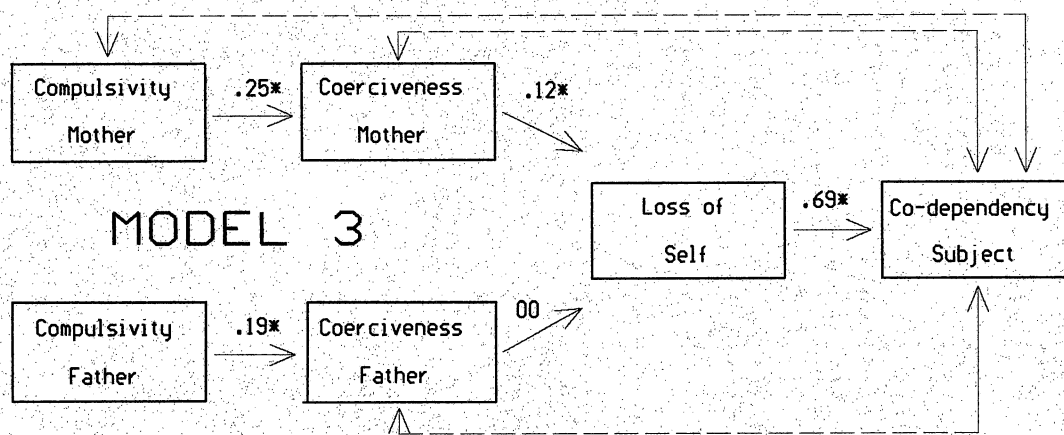 Compulsivity
Mother
.25*
Coerciveness
Mother
.12*
MODEL 3
Loss of
Self
.69*
Co-dependency
Subject
Compulsivity
Father
.19*
Coerciveness
Father
00